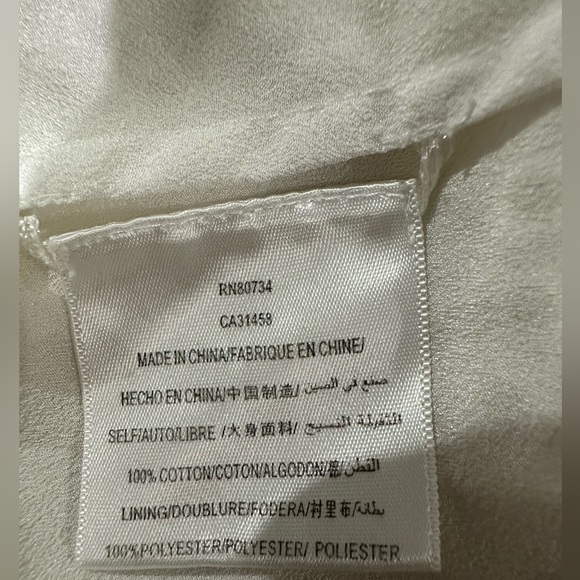 RN80734
CA31458
MADE IN CHINA/FABRIQUE EN CHINE/
HECHO EN CHINA/中国制造/ صنع في الصين
SELF/AUTO/LIBRE /大身面料/
100% COTTON/COTON/ALGODON/棉/القطن
LINING/DOUBLURE/FODERA/衬里布/بطانة
100%POLYESTER/POLYESTER/ POLIESTER